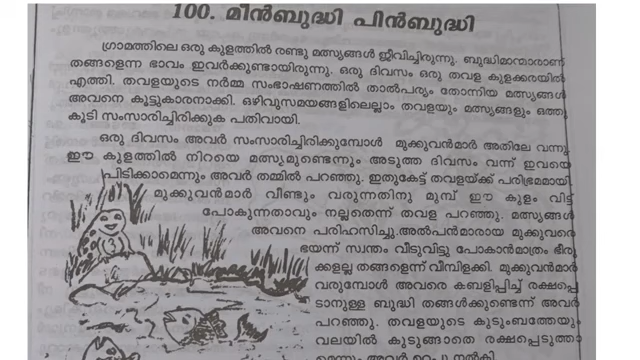 100. മീൻബുദ്ധി പിൻബുദ്ധി
ഗ്രാമത്തിലെ ഒരു കുളത്തിൽ രണ്ടു മത്സ്യങ്ങൾ ജീവിച്ചിരുന്നു. ബുദ്ധിമാന്മാരാണ്
തങ്ങളെന്ന ഭാവം ഇവർക്കുണ്ടായിരുന്നു. ഒരു ദിവസം ഒരു തവള കുളക്കരയിൽ
എത്തി. തവളയുടെ നർമ്മ സംഭാഷണത്തിൽ താൽപര്യം തോന്നിയ മത്സ്യങ്ങൾ
അവനെ കൂട്ടുകാരനാക്കി. ഒഴിവുസമയങ്ങളിലെല്ലാം തവളയും മത്സ്യങ്ങളും ഒത്തു
കൂടി സംസാരിച്ചിരിക്കുക പതിവായി.
ഒരു ദിവസം അവർ സംസാരിച്ചിരിക്കുമ്പോൾ മുക്കുവൻമാർ അതിലേ വന്നു.
ഈ കുളത്തിൽ നിറയെ മത്സ്യമുണ്ടെന്നും അടുത്ത ദിവസം വന്ന് ഇവയെ
പിടിക്കാമെന്നും അവർ തമ്മിൽ പറഞ്ഞു. ഇതുകേട്ട് തവളയ്ക്ക് പരിഭ്രമമായി.
മുക്കുവൻമാർ വീണ്ടും വരുന്നതിനു മുമ്പ് ഈ കുളം വിട്ട്
പോകുന്നതാവും നല്ലതെന്ന് തവള പറഞ്ഞു. മത്സ്യങ്ങൾ
അവനെ പരിഹസിച്ചു.അൽപൻമാരായ മുക്കുവരെ
ഭയന്ന് സ്വന്തം വീടുവിട്ടു പോകാൻമാത്രം ഭീരു
ക്കളല്ല തങ്ങളെന്ന് വീമ്പിളക്കി. മുക്കുവൻമാർ
വരുമ്പോൾ അവരെ കബളിപ്പിച്ച് രക്ഷപ്പെ
ടാനുള്ള ബുദ്ധി തങ്ങൾക്കുണ്ടെന്ന് അവർ
പറഞ്ഞു. തവളയുടെ കുടുംബത്തേയും
വലയിൽ കുടുങ്ങാതെ രക്ഷപ്പെടുത്താ
മെന്നും അവർ ഉറപ്പു നൽകി.